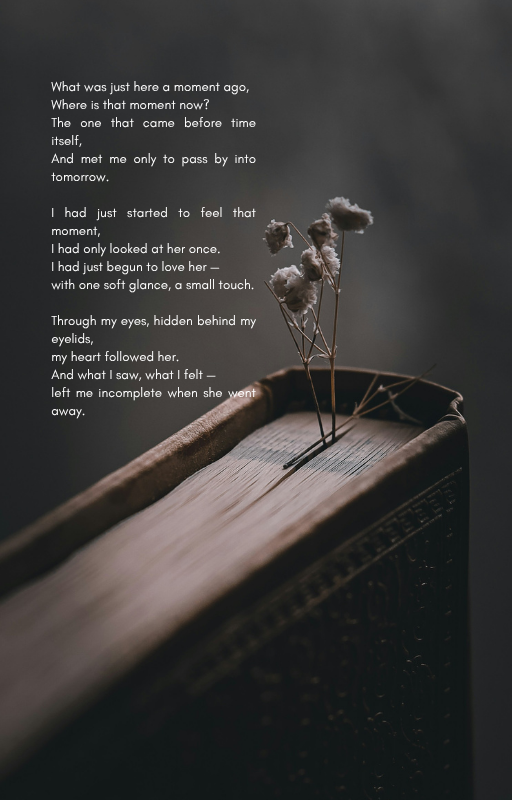 What was just here a moment ago,
Where is that moment now?
The one that came before time
itself,
And met me only to pass by into
tomorrow.
I had just started to feel that
moment,
I had only looked at her once.
I had just begun to love her —
with one soft glance, a small touch.
Through my eyes, hidden behind my
eyelids,
my heart followed her.
And what I saw, what I felt —
left me incomplete when she went
away.